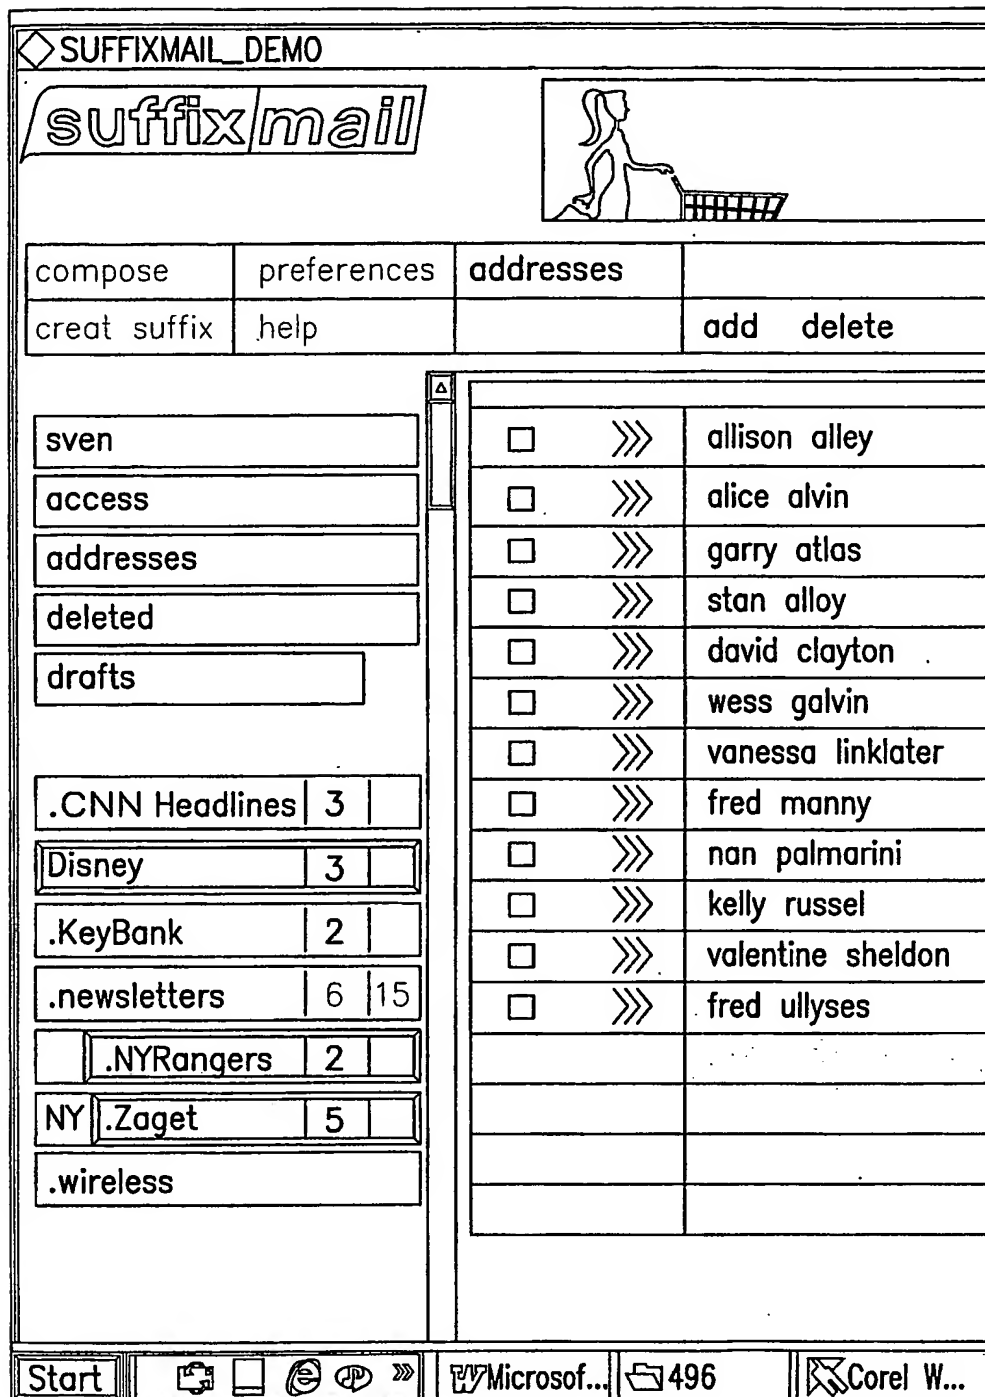 SUFFIXMAIL_DEMO
suffix mail
compose preferences addresses
creat suffix help add delete
sven
access
addresses
deleted
drafts
.CNN Headlines 3
Disney 3
.KeyBank 2
.newsletters 6 15
.NYRangers 2
NY .Zaget 5
.wireless
allison alley
alice alvin
garry atlas
stan alloy
david clayton
wess galvin
vanessa linklater
fred manny
nan palmarini
kelly russel
valentine sheldon
fred ullyses
Start Microsof... 496 Corel W...